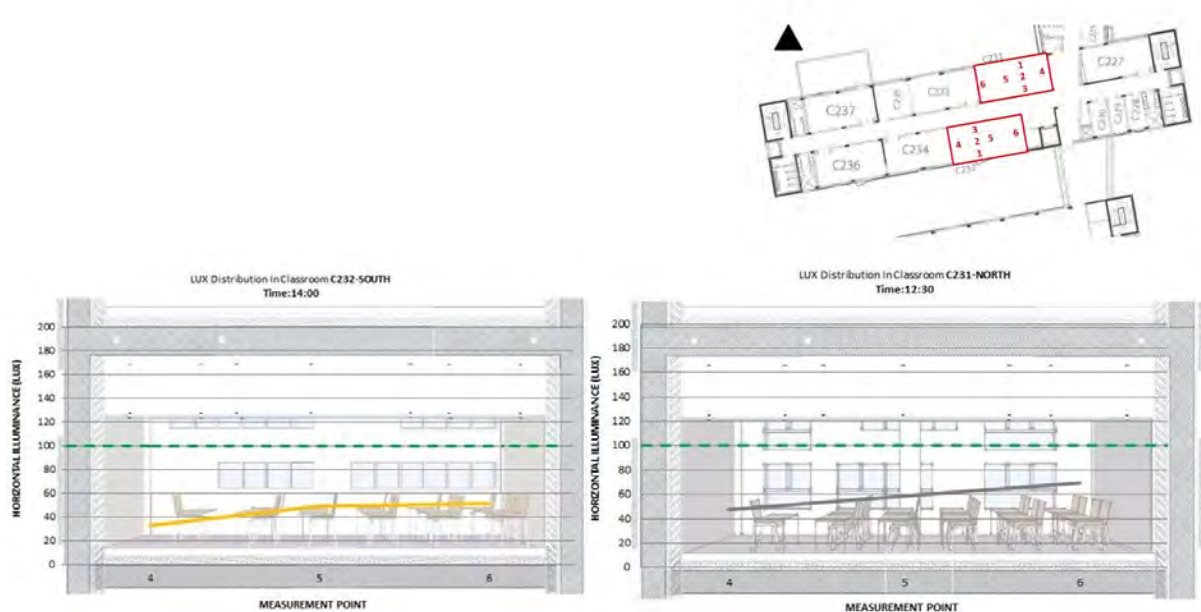 C231
1
6 5 2 4
3
C227
C237
C233
3
4 2 5 6
1
C234
C236
C232
C228
LUX Distribution In Classroom C232-SOUTH
Time:14:00
HORIZONTAL ILLUMINANCE (LUX)
200
180
160
140
120
100
80
60
40
20
0
4 5 6
MEASUREMENT POINT
LUX Distribution In Classroom C231-NORTH
Time:12:30
HORIZONTAL ILLUMINANCE (LUX)
200
180
160
140
120
100
80
60
40
20
0
4 5 6
MEASUREMENT POINT